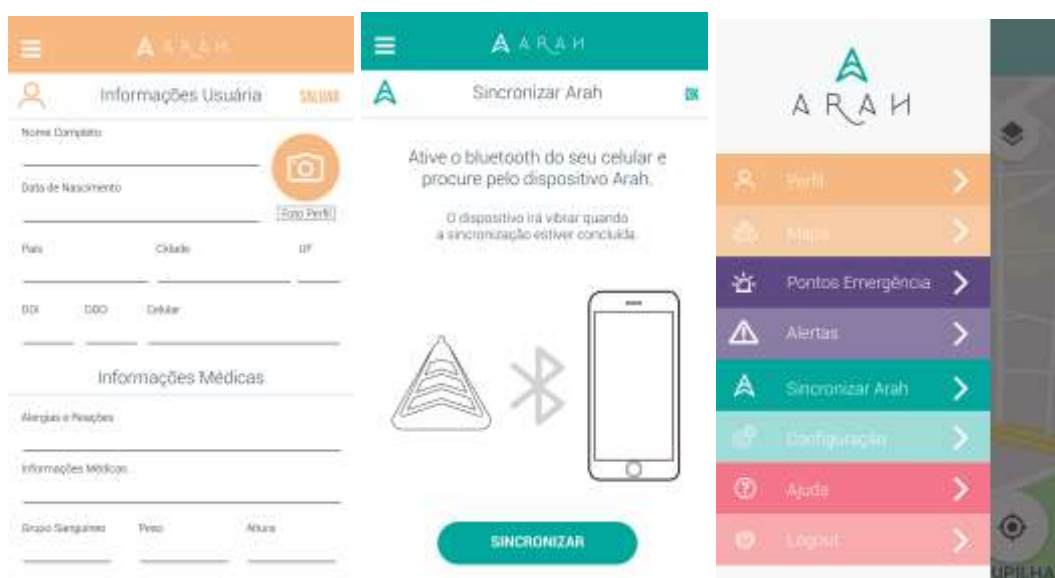 ARAH
Informações Usuária SALVAR
Nome Completo
Data de Nascimento
Foto Perfil
País Cidade UF
DDI DDD Celular
Informações Médicas
Alergias e Reações
Informações Médicas
Grupo Sanguíneo Peso Altura
ARAH
Sincronizar Arah OK
Ative o bluetooth do seu celular e
procure pelo dispositivo Arah.
O dispositivo irá vibrar quando
a sincronização estiver concluída.
SINCRONIZAR
ARAH
Perfil
Mapa
Pontos Emergência
Alertas
Sincronizar Arah
Configuração
Ajuda
Logout
UPILHA